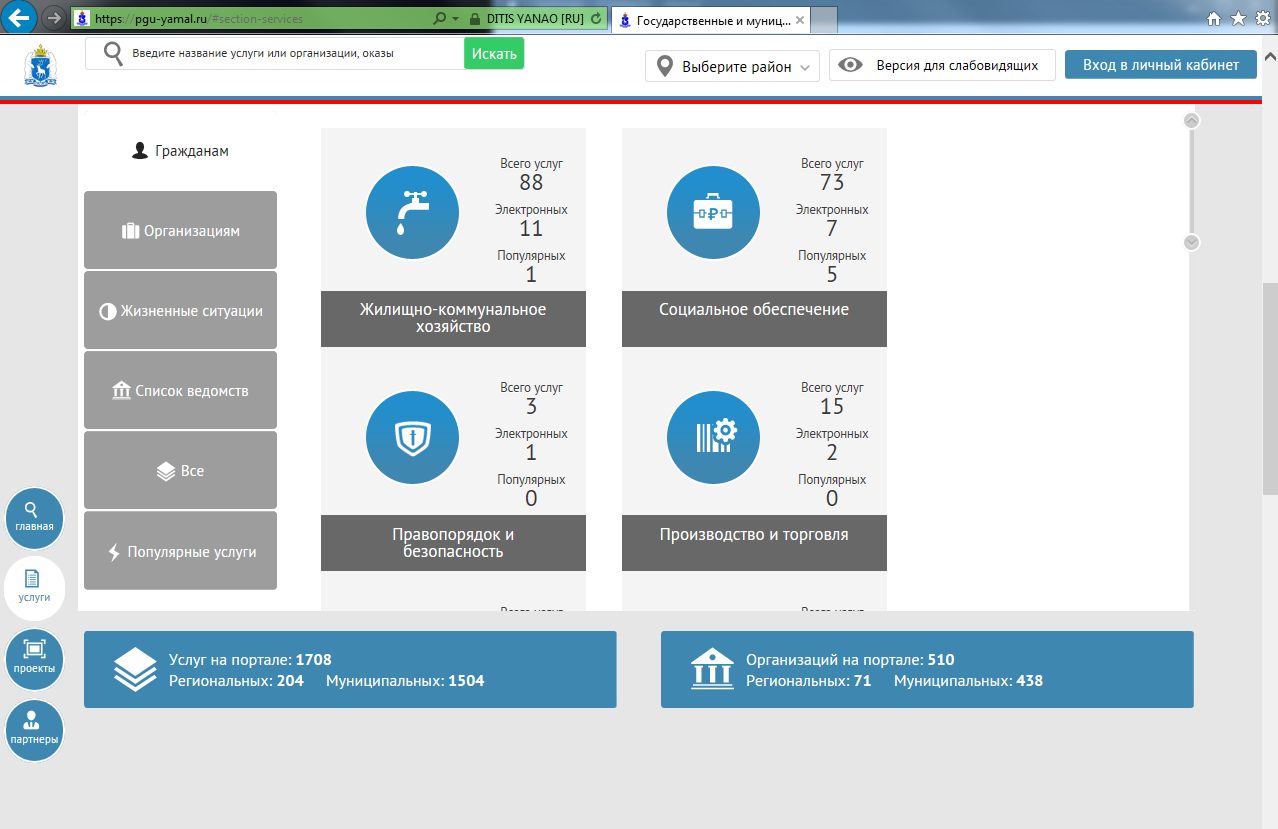 https://pgu-yamal.ru/#section-services
DITIS YANAO [RU]
Государственные и муниц...
Введите название услуги или организации, оказы
Искать
Выберите район
Версия для слабовидящих
Вход в личный кабинет
Гражданам
Организациям
Жизненные ситуации
Список ведомств
Все
Популярные услуги
Всего услуг
88
Электронных
11
Популярных
1
Жилищно-коммунальное
хозяйство
Всего услуг
73
Электронных
7
Популярных
5
Социальное обеспечение
Всего услуг
3
Электронных
1
Популярных
0
Правопорядок и
безопасность
Всего услуг
15
Электронных
2
Популярных
0
Производство и торговля
Всего услуг
Всего услуг
главная
услуги
проекты
партнеры
Услуг на портале: 1708
Региональных: 204 Муниципальных: 1504
Организаций на портале: 510
Региональных: 71 Муниципальных: 438